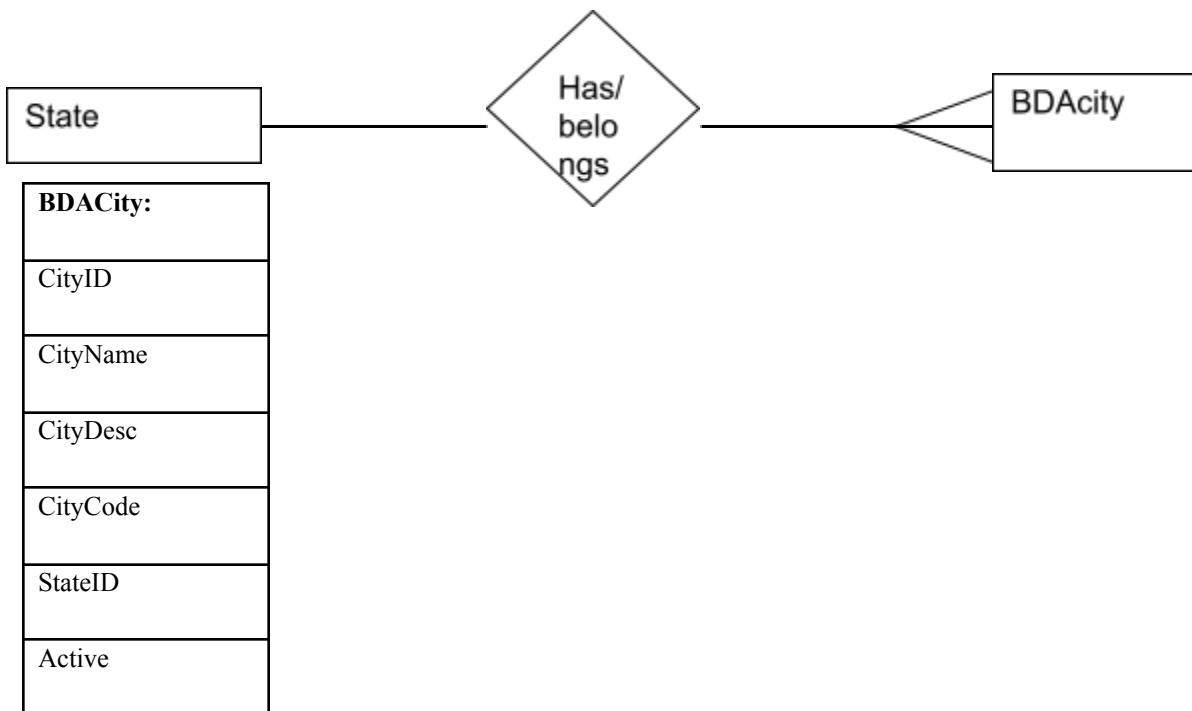 State
Has/
belo
ngs
BDAcity
BDACity:
CityID
CityName
CityDesc
CityCode
StateID
Active